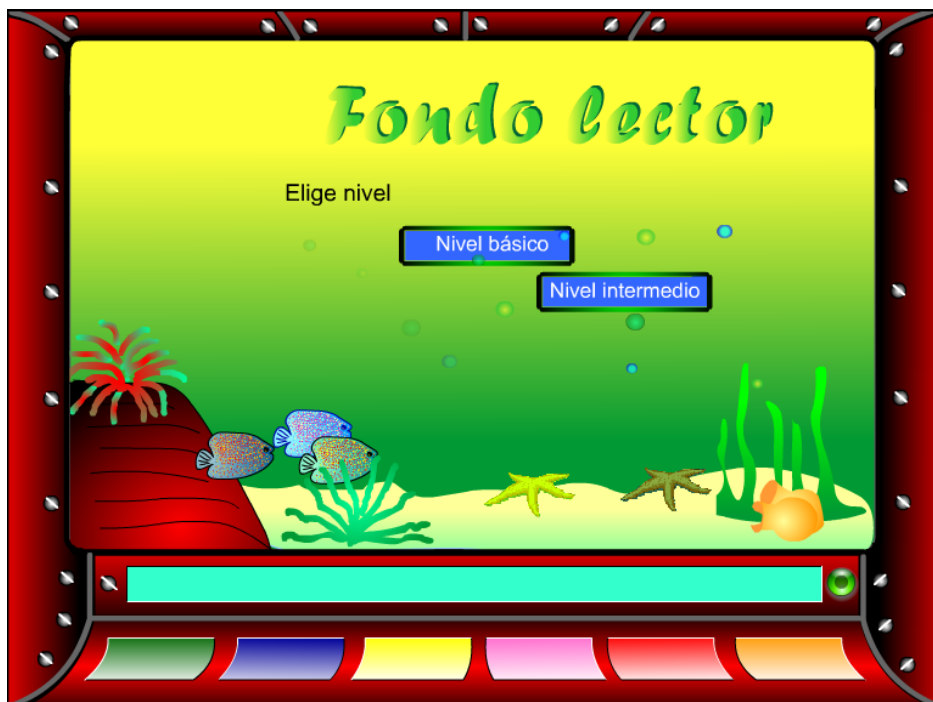 Fondo lector
Elige nivel
Nivel básico
Nivel intermedio